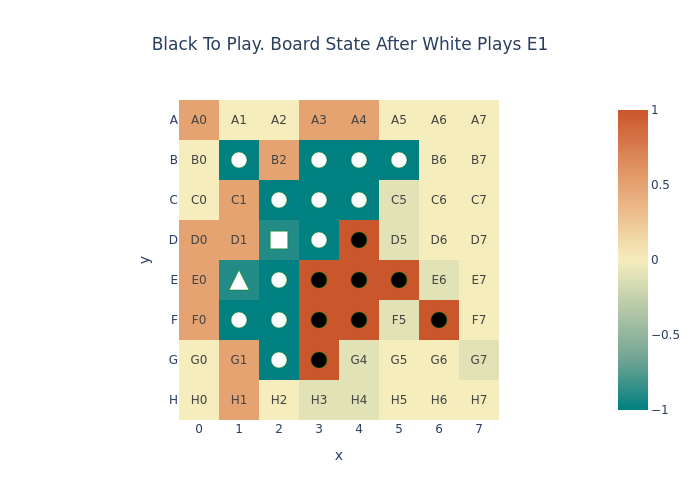 Black To Play. Board State After White Plays E1
A A0 A1 A2 A3 A4 A5 A6 A7
B B0 B2 B6 B7
C C0 C1 C5 C6 C7
D D0 D1 D5 D6 D7
E E0 E6 E7
F F0 F5 F7
G G0 G1 G4 G5 G6 G7
H H0 H1 H2 H3 H4 H5 H6 H7
0 1 2 3 4 5 6 7
x
y
1
0.5
0
−0.5
−1